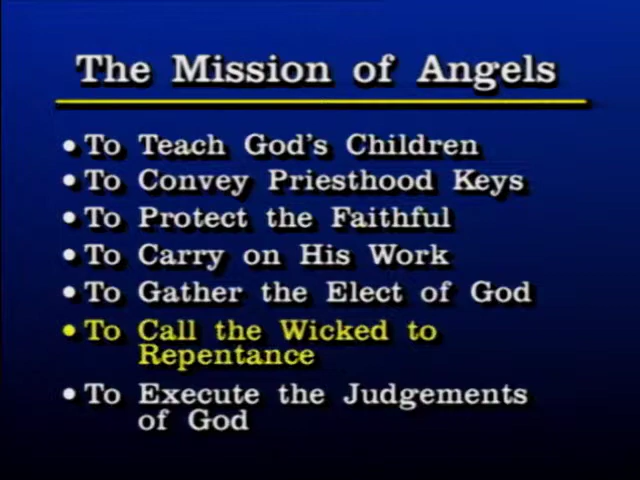 The Mission of Angels
• To Teach God's Children
• To Convey Priesthood Keys
• To Protect the Faithful
• To Carry on His Work
• To Gather the Elect of God
• To Call the Wicked to
Repentance
• To Execute the Judgements
of God